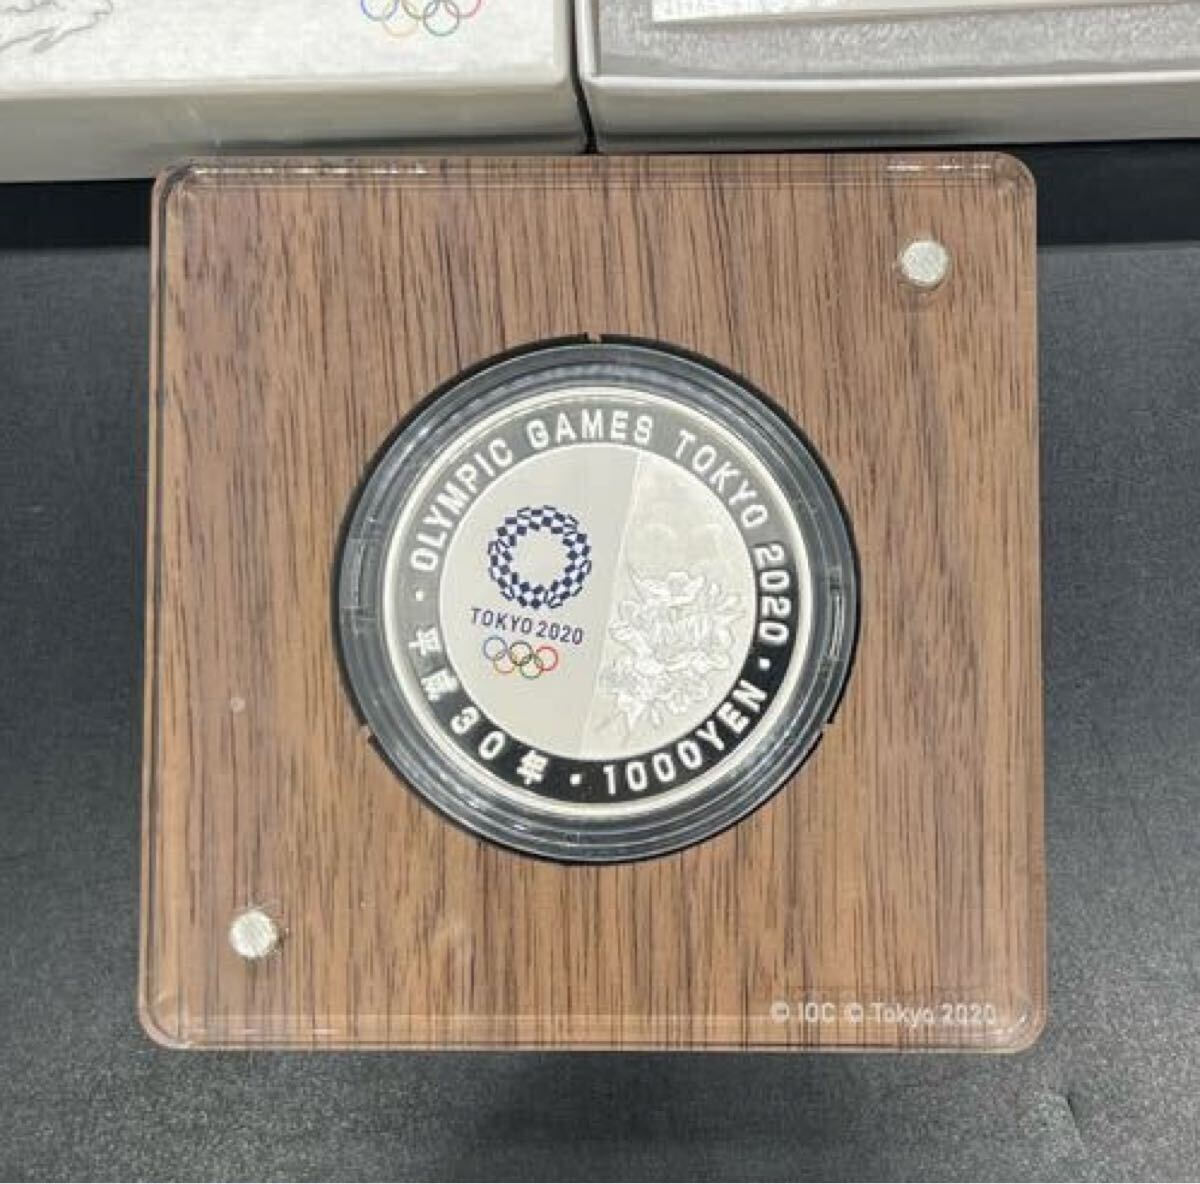 OLYMPIC GAMES TOKYO 2020 · 1000YEN · 平成30年 ·
TOKYO 2020
© IOC © Tokyo 2020